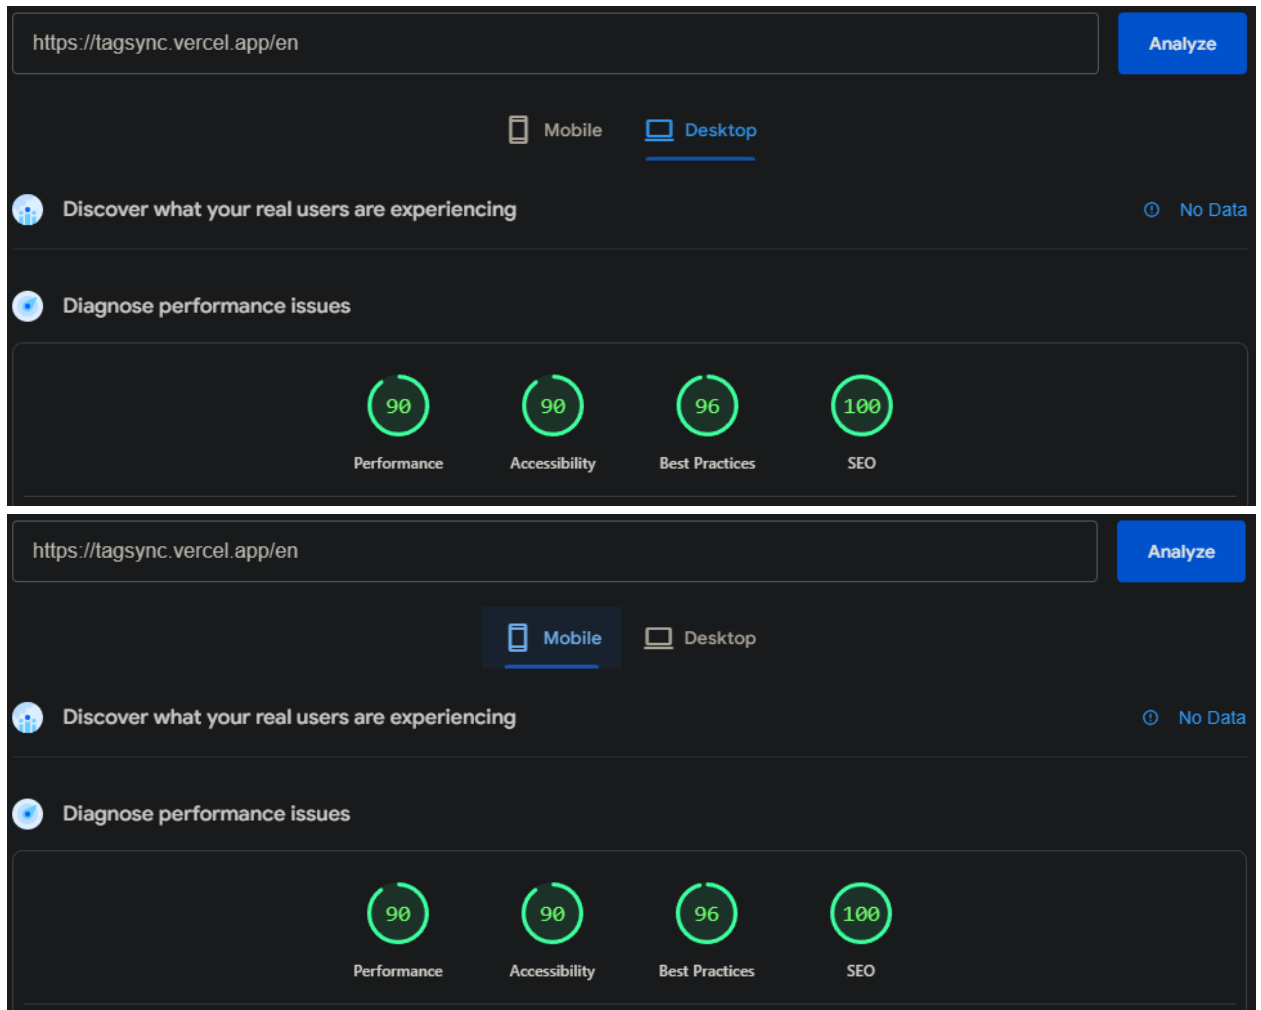 https://tagsync.vercel.app/en
Analyze
Mobile
Desktop
Discover what your real users are experiencing
No Data
Diagnose performance issues
90
90
96
100
Performance
Accessibility
Best Practices
SEO
https://tagsync.vercel.app/en
Analyze
Mobile
Desktop
Discover what your real users are experiencing
No Data
Diagnose performance issues
90
90
96
100
Performance
Accessibility
Best Practices
SEO